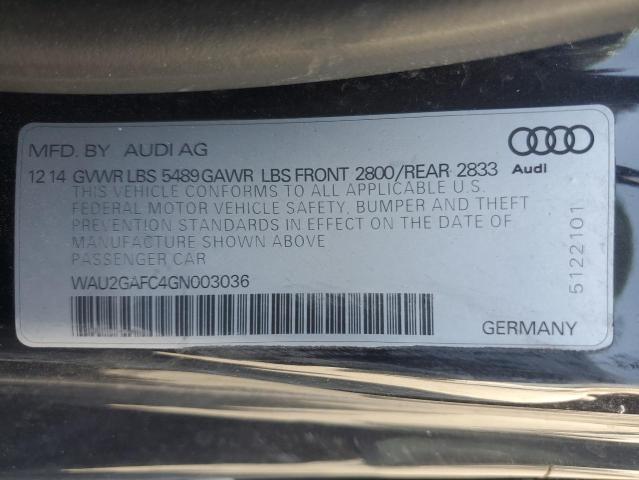 MFD. BY AUDI AG
12 14 GVWR LBS 5489 GAWR LBS FRONT 2800/REAR 2833
Audi
THIS VEHICLE CONFORMS TO ALL APPLICABLE U.S.
FEDERAL MOTOR VEHICLE SAFETY, BUMPER AND THEFT
PREVENTION STANDARDS IN EFFECT ON THE DATE OF
MANUFACTURE SHOWN ABOVE
PASSENGER CAR
WAU2GAFC4GN003036
GERMANY
5122101